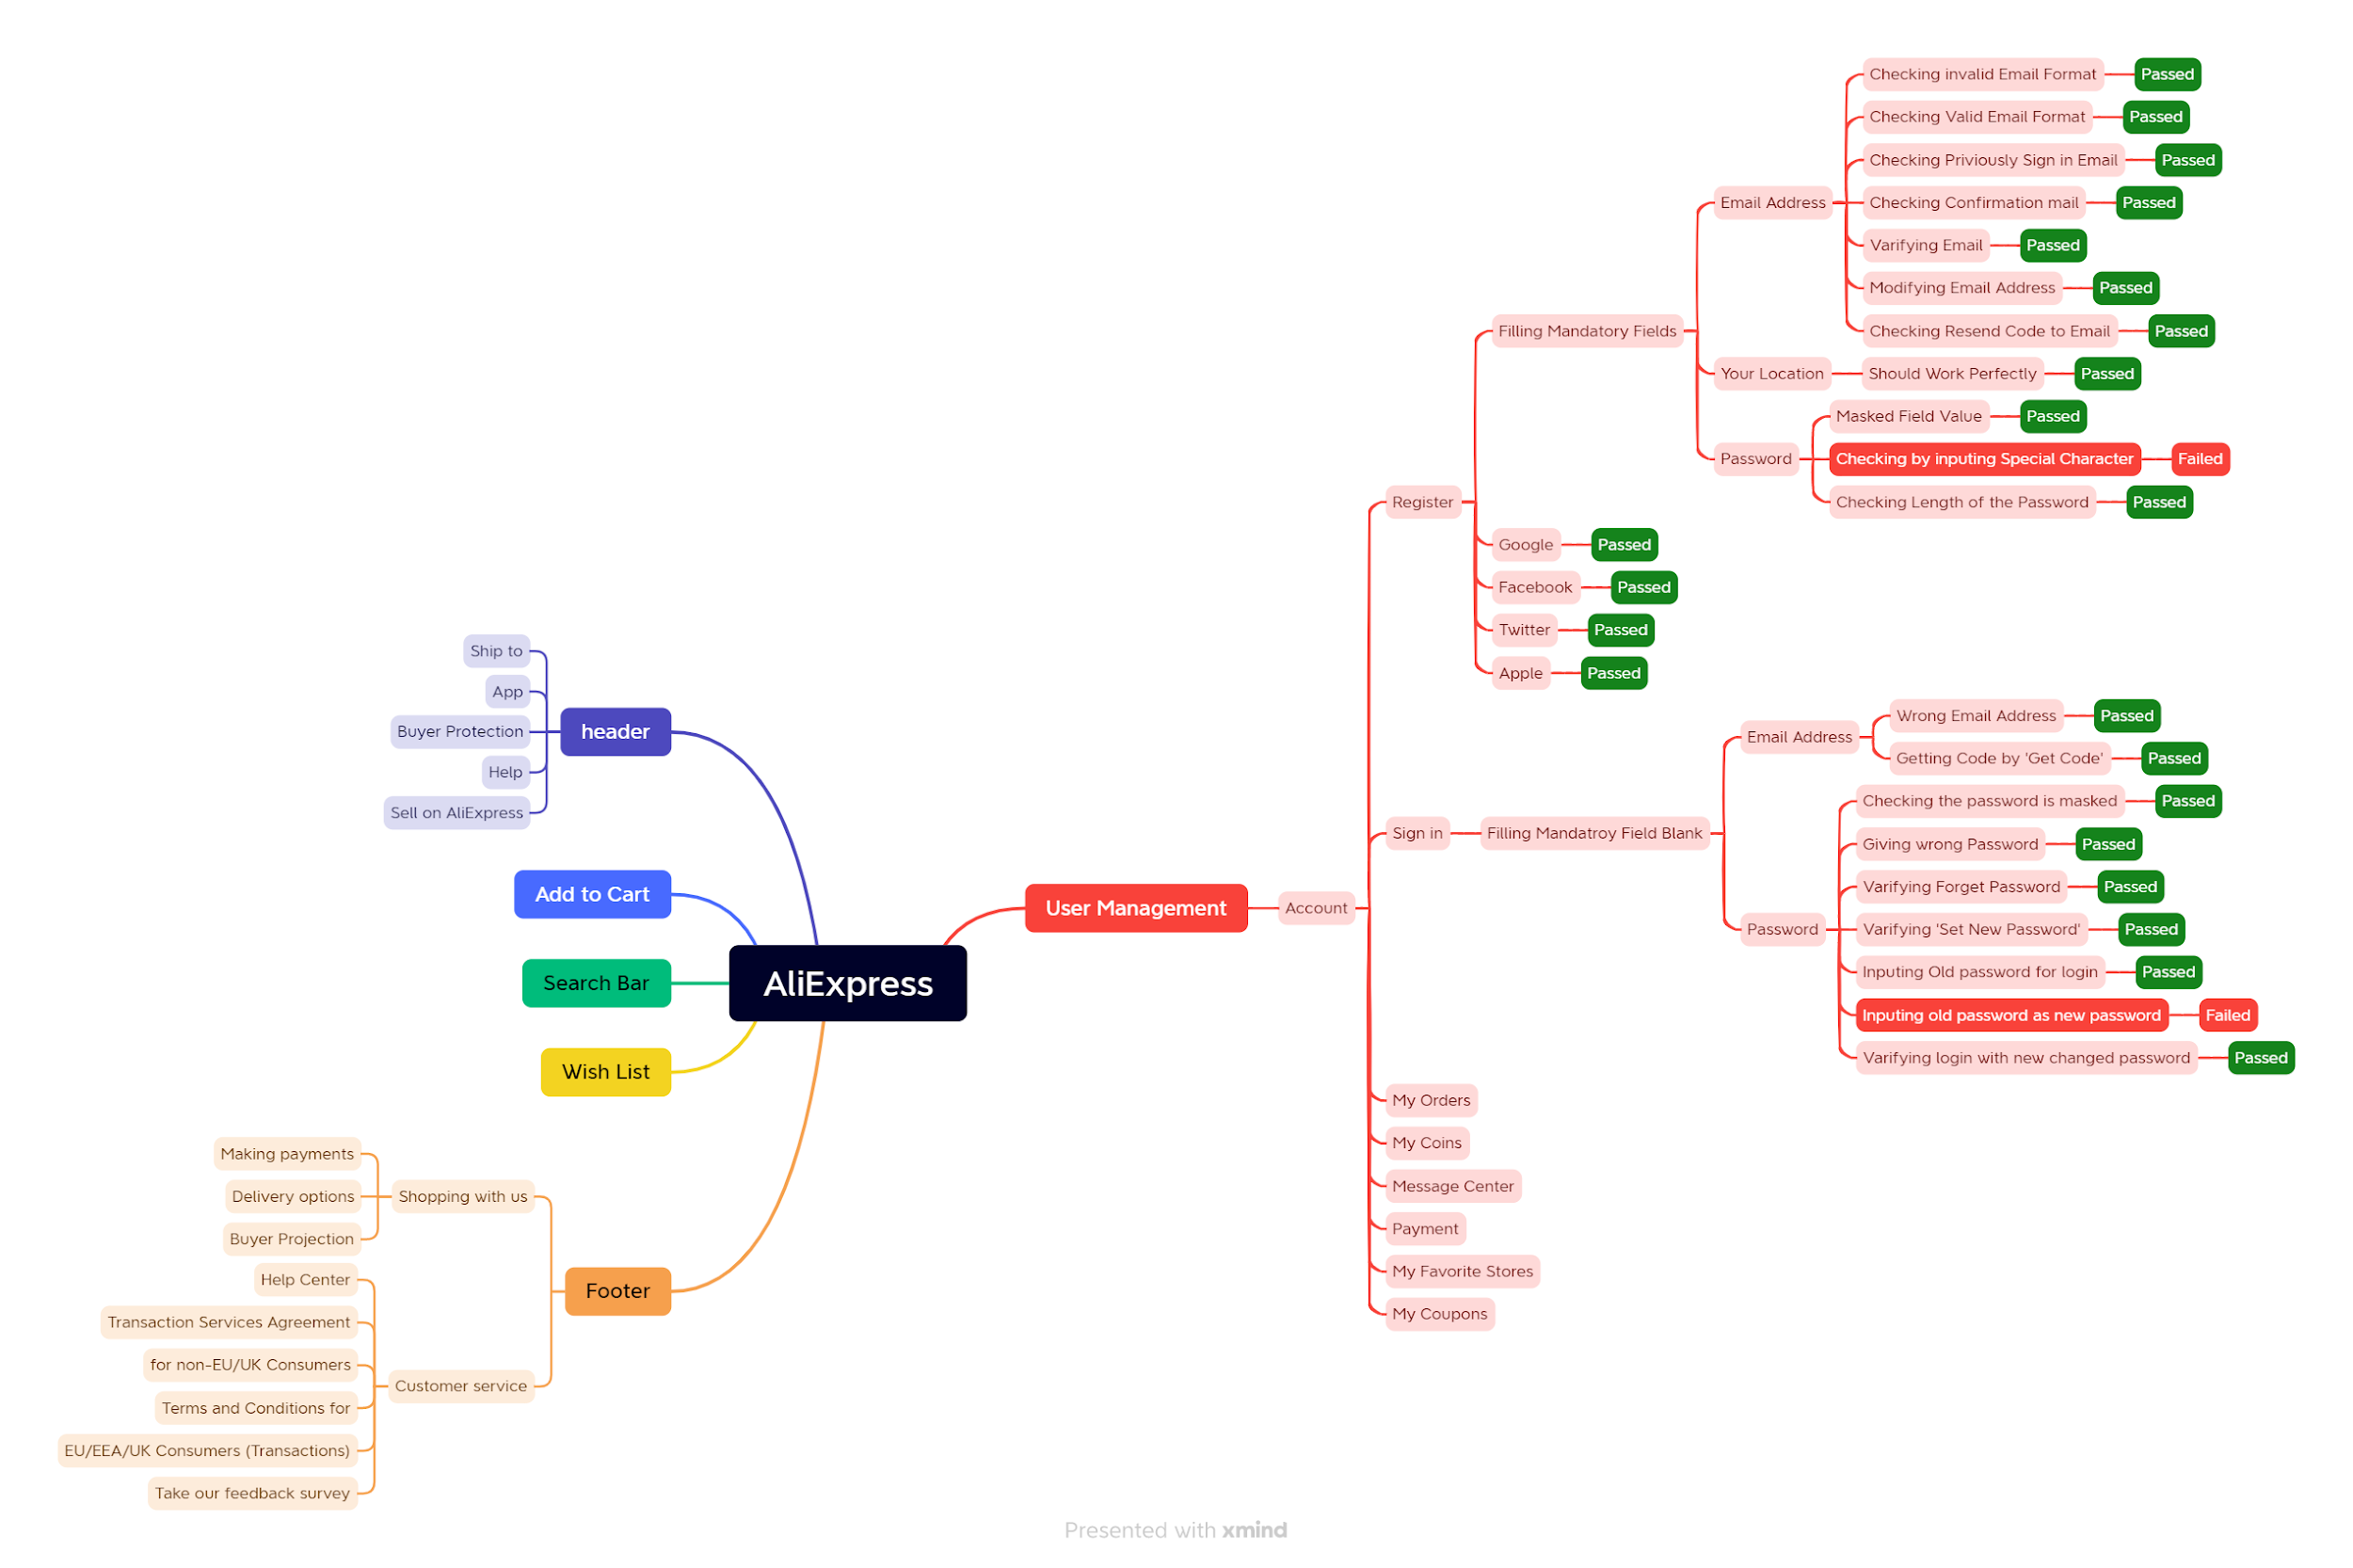 AliExpress
header
Ship to
App
Buyer Protection
Help
Sell on AliExpress
Add to Cart
Search Bar
Wish List
Footer
Shopping with us
Making payments
Delivery options
Buyer Projection
Customer service
Help Center
Transaction Services Agreement
for non-EU/UK Consumers
Terms and Conditions for
EU/EEA/UK Consumers (Transactions)
Take our feedback survey
User Management
Account
Register
Filling Mandatory Fields
Email Address
Checking invalid Email Format
Passed
Checking Valid Email Format
Passed
Checking Priviously Sign in Email
Passed
Checking Confirmation mail
Passed
Varifying Email
Passed
Modifying Email Address
Passed
Checking Resend Code to Email
Passed
Your Location
Should Work Perfectly
Passed
Password
Masked Field Value
Passed
Checking by inputing Special Character
Failed
Checking Length of the Password
Passed
Google
Passed
Facebook
Passed
Twitter
Passed
Apple
Passed
Sign in
Filling Mandatroy Field Blank
Email Address
Wrong Email Address
Passed
Getting Code by 'Get Code'
Passed
Password
Checking the password is masked
Passed
Giving wrong Password
Passed
Varifying Forget Password
Passed
Varifying 'Set New Password'
Passed
Inputing Old password for login
Passed
Inputing old password as new password
Failed
Varifying login with new changed password
Passed
My Orders
My Coins
Message Center
Payment
My Favorite Stores
My Coupons
Presented with xmind